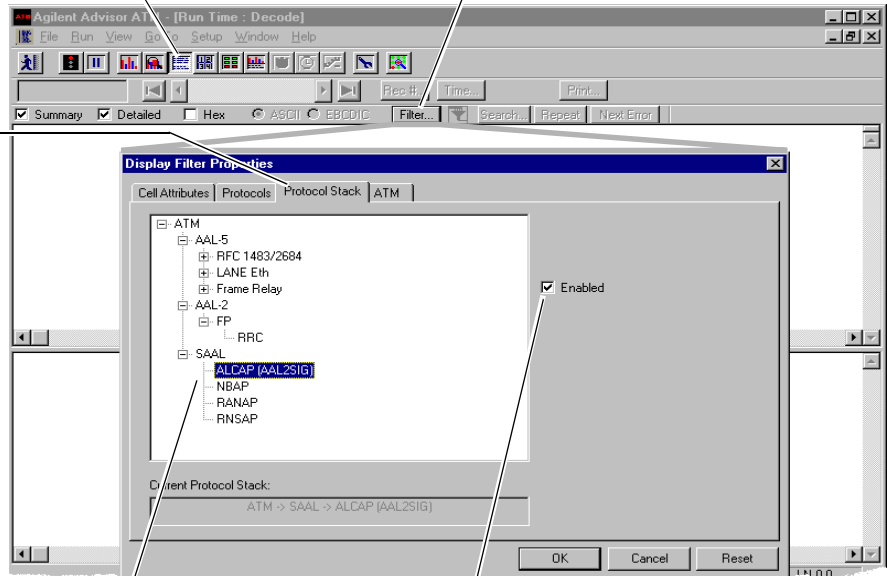 ATM Agilent Advisor ATM - [Run Time : Decode]
File Run View Go To Setup Window Help
Rec #... Time... Print...
Summary Detailed Hex ASCII EBCDIC Filter... Search... Repeat Next Error
Display Filter Properties
Cell Attributes Protocols Protocol Stack ATM
ATM
AAL-5
RFC 1483/2684
LANE Eth
Frame Relay
AAL-2
FP
RRC
SAAL
ALCAP (AAL2SIG)
NBAP
RANAP
RNSAP
Enabled
Current Protocol Stack:
ATM -> SAAL -> ALCAP (AAL2SIG)
OK Cancel Reset